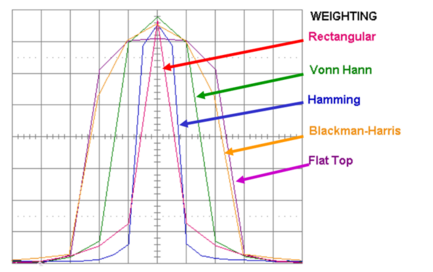 WEIGHTING
Rectangular
Vonn Hann
Hamming
Blackman-Harris
Flat Top